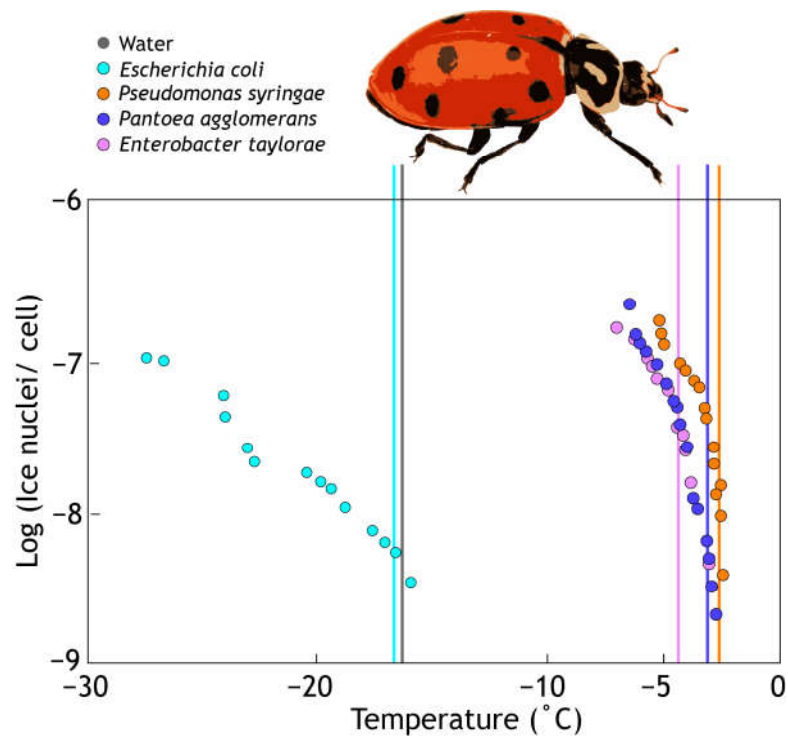 Water
Escherichia coli
Pseudomonas syringae
Pantoea agglomerans
Enterobacter taylorae
−6
−7
−8
−9
Log (Ice nuclei/ cell)
−30
−20
−10
−5
0
Temperature (˚C)